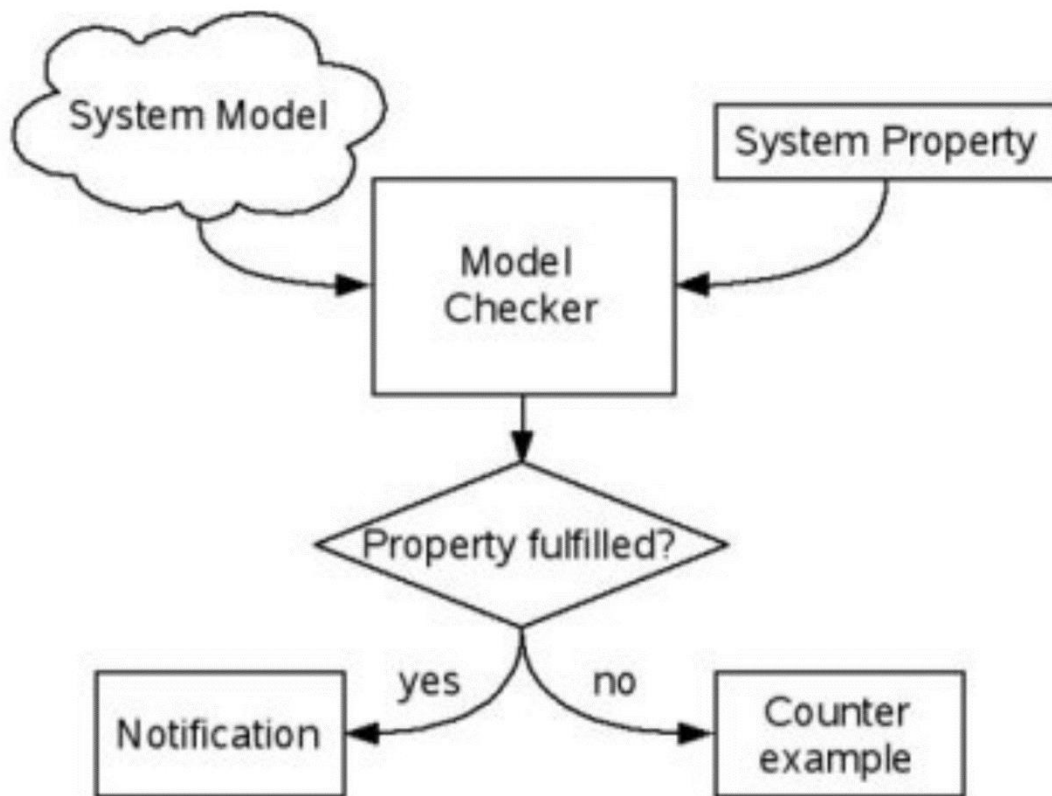 System Model
System Property
Model
Checker
Property fulfilled?
yes
no
Notification
Counter
example